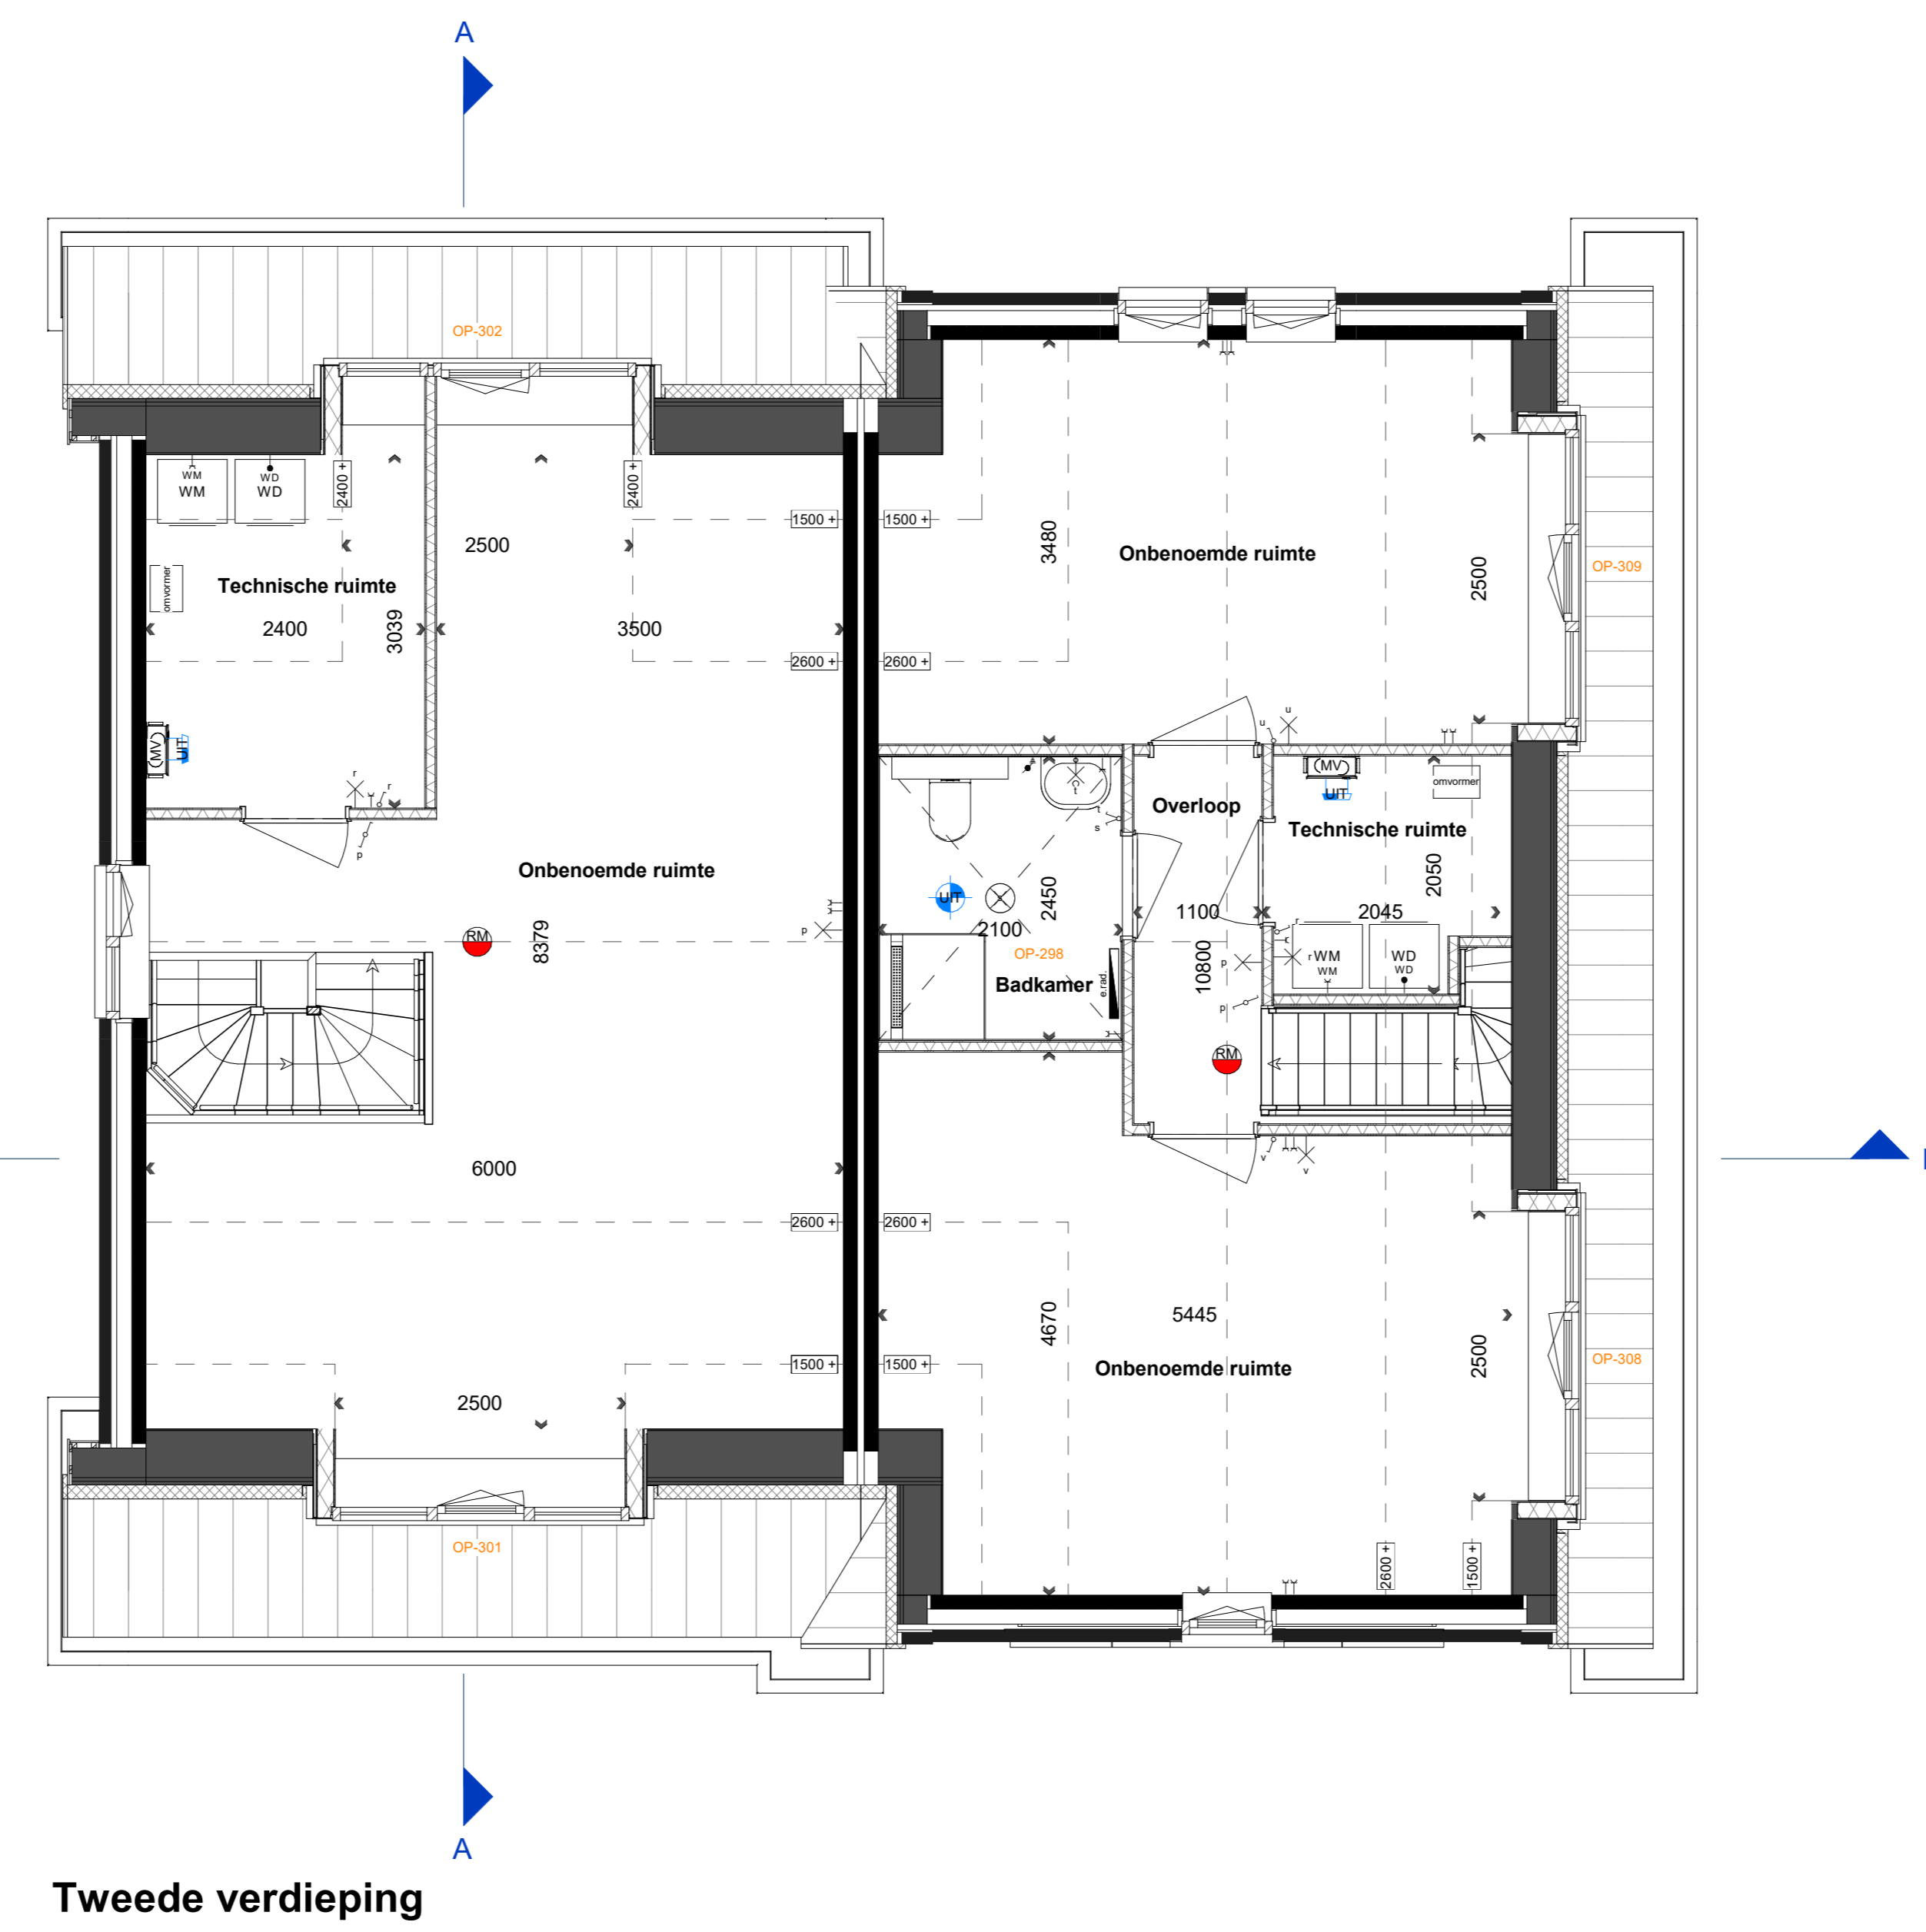 A
OP-302
WM
WM
WD
WD
2400 +
2400 +
1500 +
1500 +
2500
3480
Onbenoemde ruimte
2500
OP-309
omvormer
Technische ruimte
2400
3039
3500
2600 +
2600 +
MV
UIT
r
r
p
u
u
Onbenoemde ruimte
t
t
s
Overloop
MV
UIT
omvormer
Technische ruimte
2050
UIT
2450
2100
1100
2045
r
p
RM
8379
OP-298
Badkamer
e.rad.
10800
p
r
WM
WM
WD
WD
p
RM
6000
v
v
2600 +
2600 +
4670
5445
1500 +
1500 +
Onbenoemde ruimte
2500
OP-308
2500
2600 +
1500 +
OP-301
A
Tweede verdieping